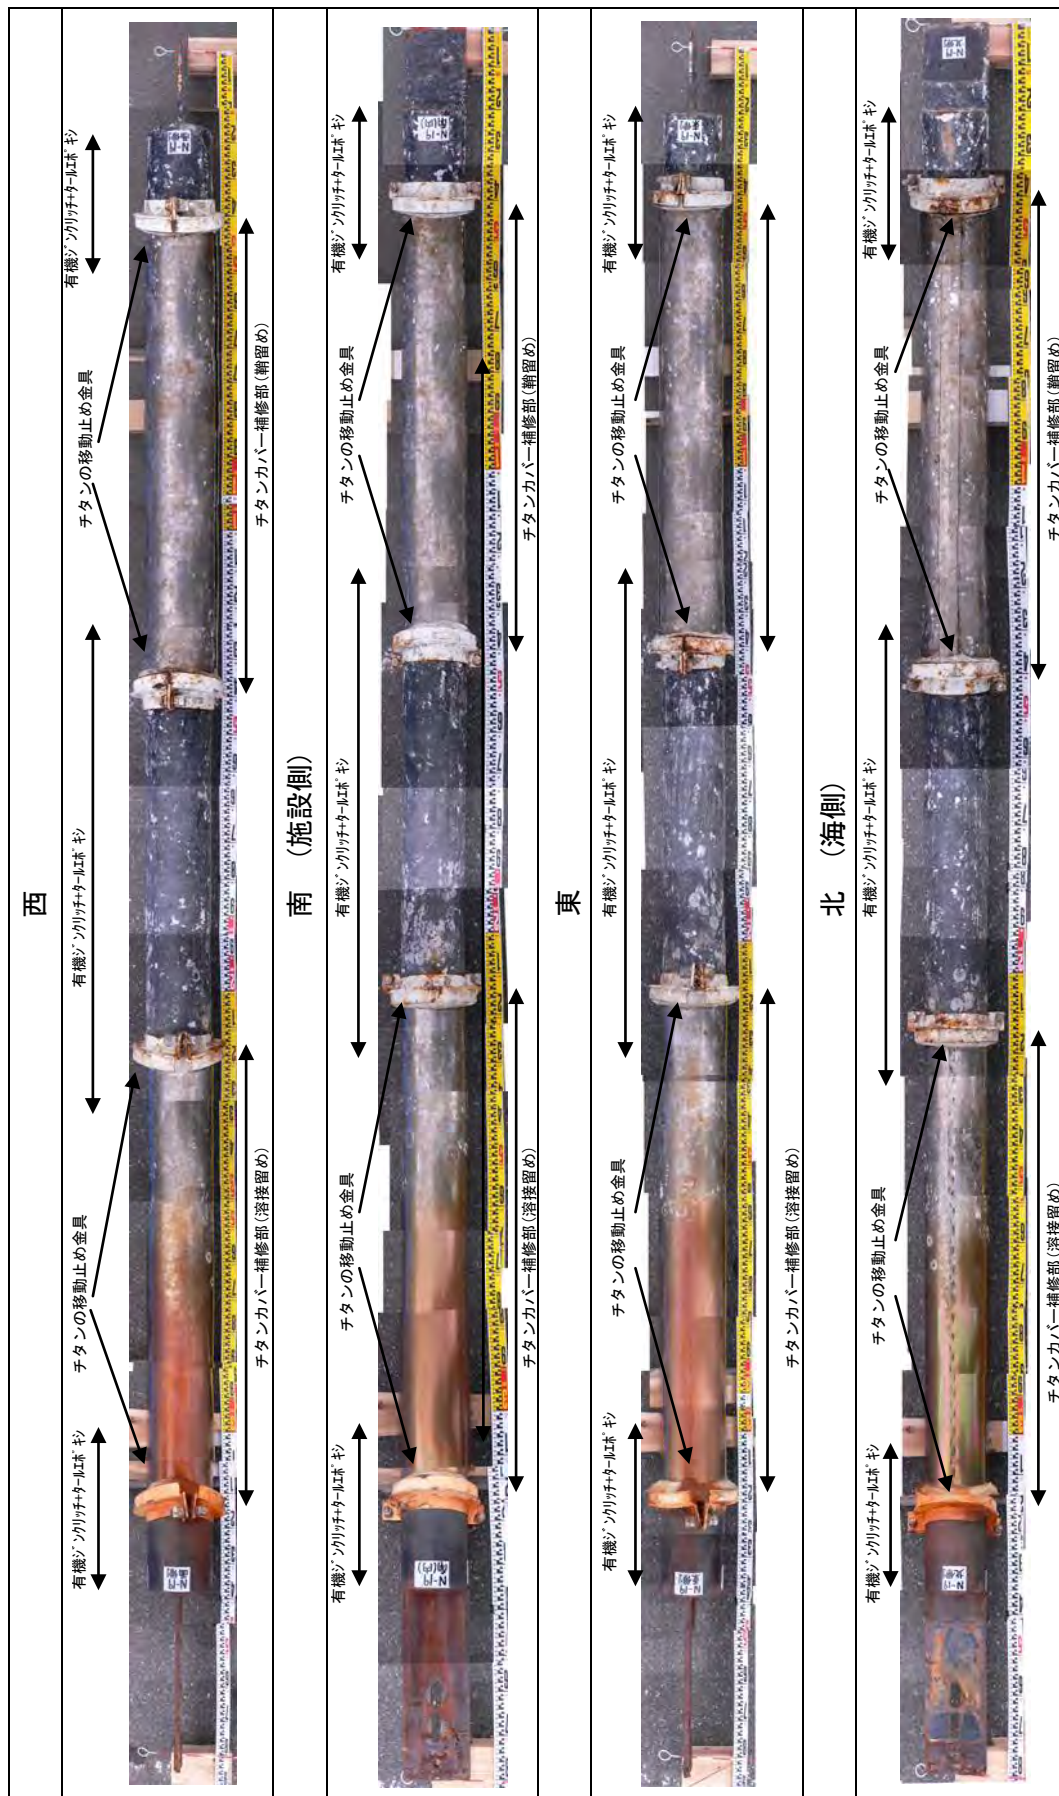 西
有機ジンクリッチ+タールエポキシ
有機ジンクリッチ+タールエポキシ
有機ジンクリッチ+タールエポキシ
チタンの移動止め金具
チタンの移動止め金具
チタンカバー補修部(溶接留め)
チタンカバー補修部(鞘留め)
N-19
N-19
南 (施設側)
有機ジンクリッチ+タールエポキシ
有機ジンクリッチ+タールエポキシ
有機ジンクリッチ+タールエポキシ
チタンの移動止め金具
チタンの移動止め金具
チタンカバー補修部(溶接留め)
チタンカバー補修部(鞘留め)
N-19
N-19
東
有機ジンクリッチ+タールエポキシ
有機ジンクリッチ+タールエポキシ
有機ジンクリッチ+タールエポキシ
チタンの移動止め金具
チタンの移動止め金具
チタンカバー補修部(溶接留め)
チタンカバー補修部(鞘留め)
N-19
N-19
北 (海側)
有機ジンクリッチ+タールエポキシ
有機ジンクリッチ+タールエポキシ
有機ジンクリッチ+タールエポキシ
チタンの移動止め金具
チタンの移動止め金具
チタンカバー補修部(溶接留め)
チタンカバー補修部(鞘留め)
N-19
N-19